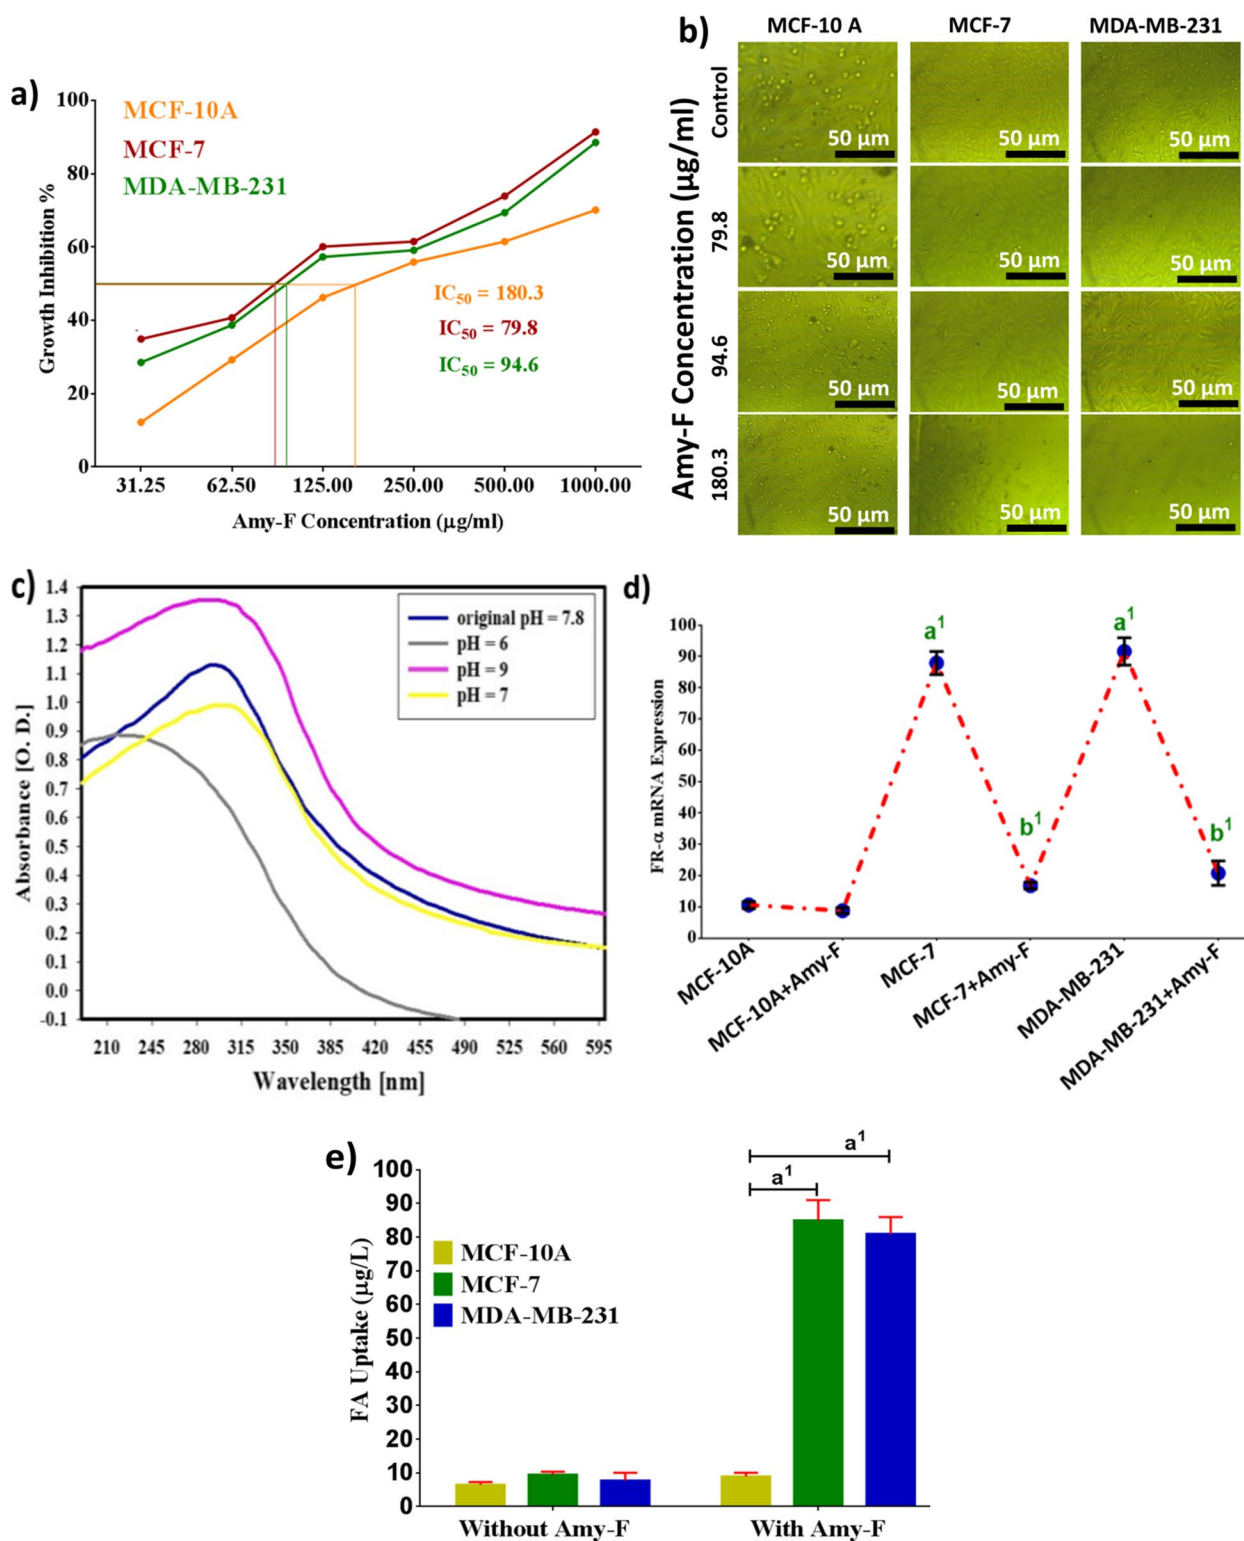 a)
100
80
60
40
20
0
Growth Inhibition %
MCF-10A
MCF-7
MDA-MB-231
IC50 = 180.3
IC50 = 79.8
IC50 = 94.6
31.25 62.50 125.00 250.00 500.00 1000.00
Amy-F Concentration (µg/ml)
b)
MCF-10 A MCF-7 MDA-MB-231
Amy-F Concentration (µg/ml)
Control
50 µm 50 µm 50 µm
79.8
50 µm 50 µm 50 µm
94.6
50 µm 50 µm 50 µm
180.3
50 µm 50 µm 50 µm
c)
1.4
1.3
1.2
1.1
1.0
0.9
0.8
0.7
0.6
0.5
0.4
0.3
0.2
0.1
0.0
-0.1
Absorbance [O. D.]
original pH = 7.8
pH = 6
pH = 9
pH = 7
210 245 280 315 350 385 420 455 490 525 560 595
Wavelength [nm]
d)
100
90
80
70
60
50
40
30
20
10
0
FR-α mRNA Expression
a¹ a¹
b¹ b¹
MCF-10A
MCF-10A+Amy-F
MCF-7
MCF-7+Amy-F
MDA-MB-231
MDA-MB-231+Amy-F
e)
100
90
80
70
60
50
40
30
20
10
0
FA Uptake (µg/L)
MCF-10A
MCF-7
MDA-MB-231
a¹
a¹
Without Amy-F With Amy-F